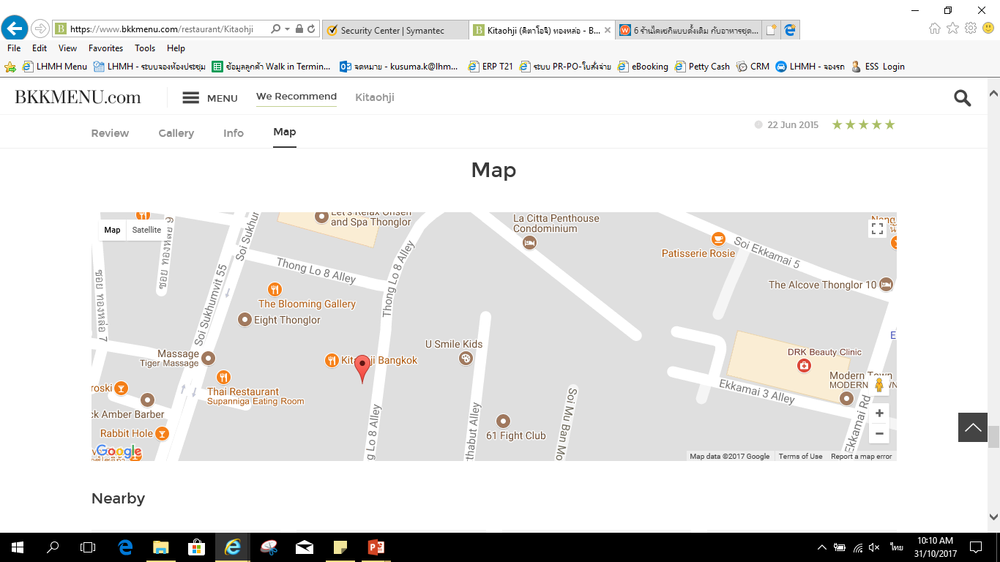 https://www.bkkmenu.com/restaurant/Kitaohji
Security Center | Symantec
Kitaohji (คิตาโอจิ) ทองหล่อ - B...
6 ร้านไคเซกิแบบดั้งเดิม กับอาหารชุด...
File Edit View Favorites Tools Help
LHMH Menu LHMH - ระบบจองห้องประชุม ข้อมูลลูกค้า Walk in Termin... จดหมาย - kusuma.k@lhm... ERP T21 ระบบ PR-PO-ใบสั่งจ่าย eBooking Petty Cash CRM LHMH - จองรถ ESS Login
BKKMENU.com MENU We Recommend Kitaohji
Review Gallery Info Map 22 Jun 2015
Map
Map Satellite
Let's Relax Onsen
and Spa Thonglor
La Citta Penthouse
Condominium
Patisserie Rosie
Soi Ekkamai 5
The Alcove Thonglor 10
ซอย ทองหล่อ 9
Soi Sukhumvit 55
Thong Lo 8 Alley
Thong Lo 8 Alley
The Blooming Gallery
Eight Thonglor
ซอย ทองหล่อ 7
Massage
Tiger Massage
Kitaohji Bangkok
U Smile Kids
DRK Beauty Clinic
Modern Town
MODERN TOWN
Thai Restaurant
Supanniga Eating Room
roski
ck Amber Barber
Rabbit Hole
g Lo 8 Alley
thabut Alley
61 Fight Club
Soi Mu Ban Mo
Ekkamai 3 Alley
Ekkamai Rd
Google
Map data ©2017 Google Terms of Use Report a map error
Nearby
ไทย
10:10 AM
31/10/2017